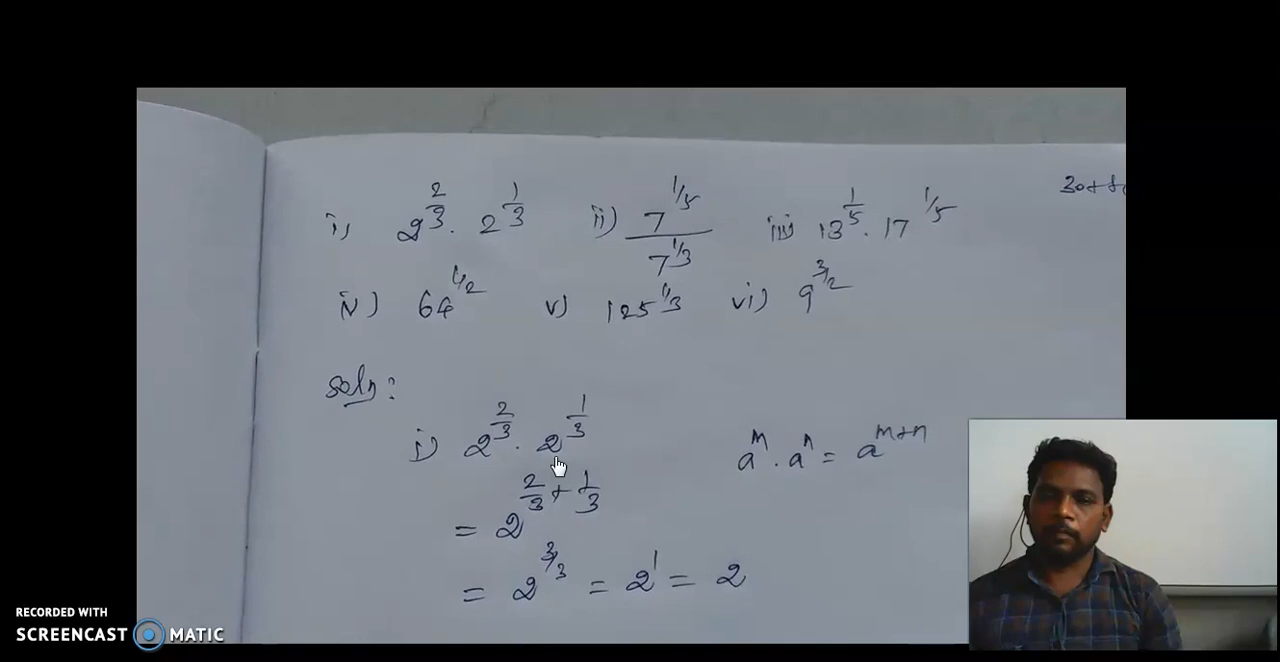 i) 2^{2/3} . 2^{1/3} ii) 7^{1/5} / 7^{1/3} iii) 13^{1/5} . 17^{1/5}
iv) 64^{1/2} v) 125^{1/3} vi) 9^{3/2}
Soln:
i) 2^{2/3} . 2^{1/3} a^m . a^n = a^{m+n}
= 2^{2/3 + 1/3}
= 2^{3/3} = 2^1 = 2
RECORDED WITH
SCREENCAST MATIC